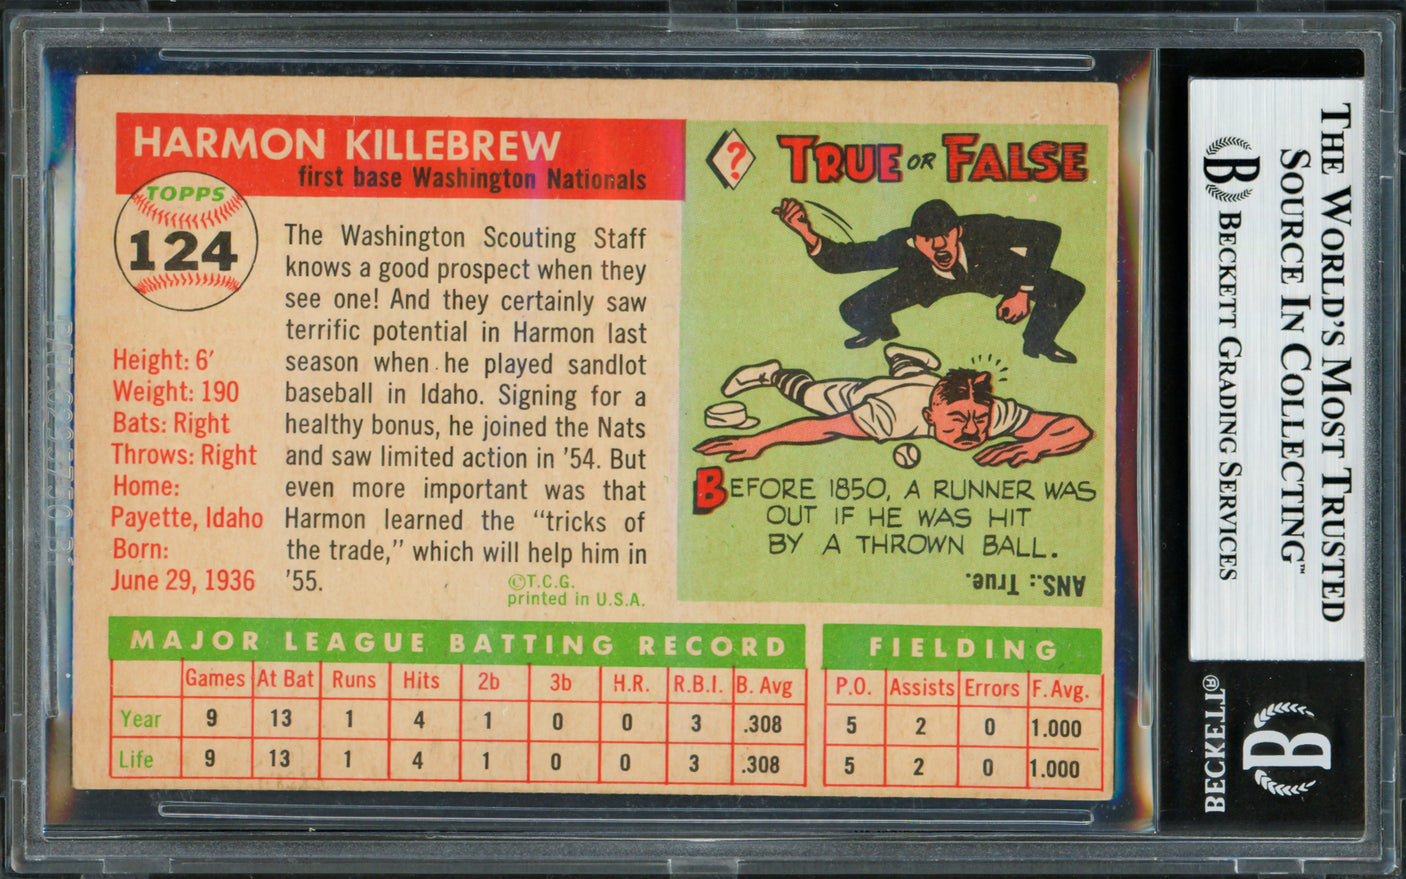 HARMON KILLEBREW
first base Washington Nationals
TOPPS
124
The Washington Scouting Staff
knows a good prospect when they
see one! And they certainly saw
terrific potential in Harmon last
season when he played sandlot
baseball in Idaho. Signing for a
healthy bonus, he joined the Nats
and saw limited action in '54. But
even more important was that
Harmon learned the "tricks of
the trade," which will help him in
'55.
©T.C.G.
printed in U.S.A.
Height: 6'
Weight: 190
Bats: Right
Throws: Right
Home:
Payette, Idaho
Born:
June 29, 1936
?
TRUE OR FALSE
BEFORE 1850, A RUNNER WAS
OUT IF HE WAS HIT
BY A THROWN BALL.
ANS.: True.
MAJOR LEAGUE BATTING RECORD
Games At Bat Runs Hits 2b 3b H.R. R.B.I. B. Avg
Year 9 13 1 4 1 0 0 3 .308
Life 9 13 1 4 1 0 0 3 .308
FIELDING
P.O. Assists Errors F. Avg.
5 2 0 1.000
5 2 0 1.000
THE WORLD'S MOST TRUSTED
SOURCE IN COLLECTING™
B BECKETT GRADING SERVICES
BECKETT®
B